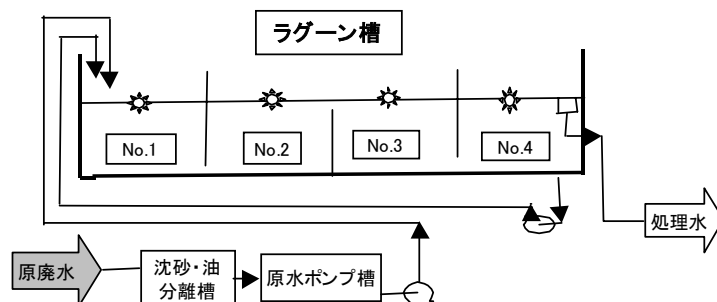 ラグーン槽
No.1
No.2
No.3
No.4
処理水
原廃水
沈砂・油
分離槽
原水ポンプ槽